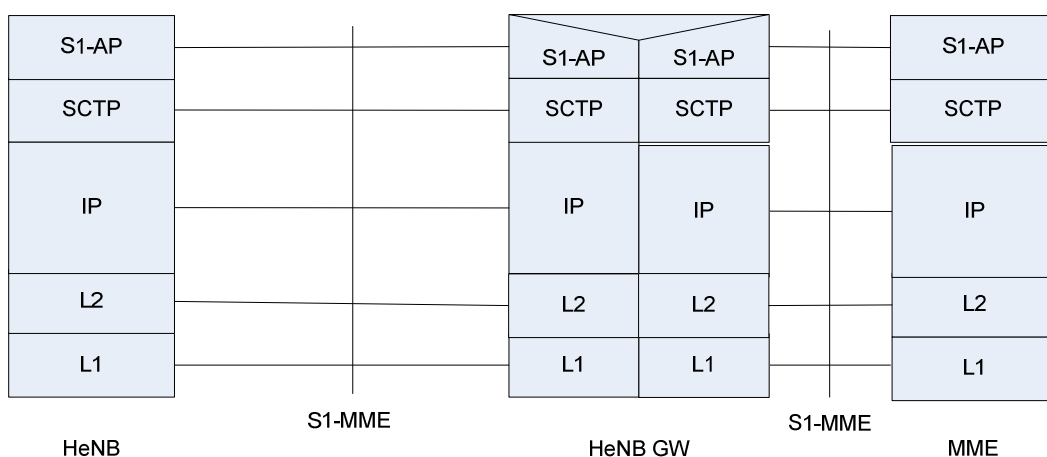 S1-AP
S1-AP
S1-AP
S1-AP
SCTP
SCTP
SCTP
SCTP
IP
IP
IP
IP
L2
L2
L2
L2
L1
L1
L1
L1
S1-MME
S1-MME
HeNB
HeNB GW
MME